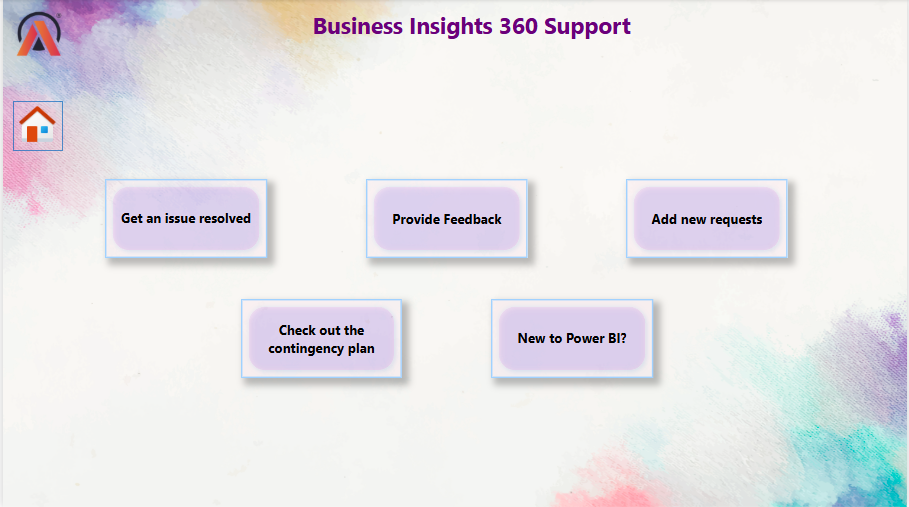 Business Insights 360 Support
Get an issue resolved
Provide Feedback
Add new requests
Check out the
contingency plan
New to Power BI?